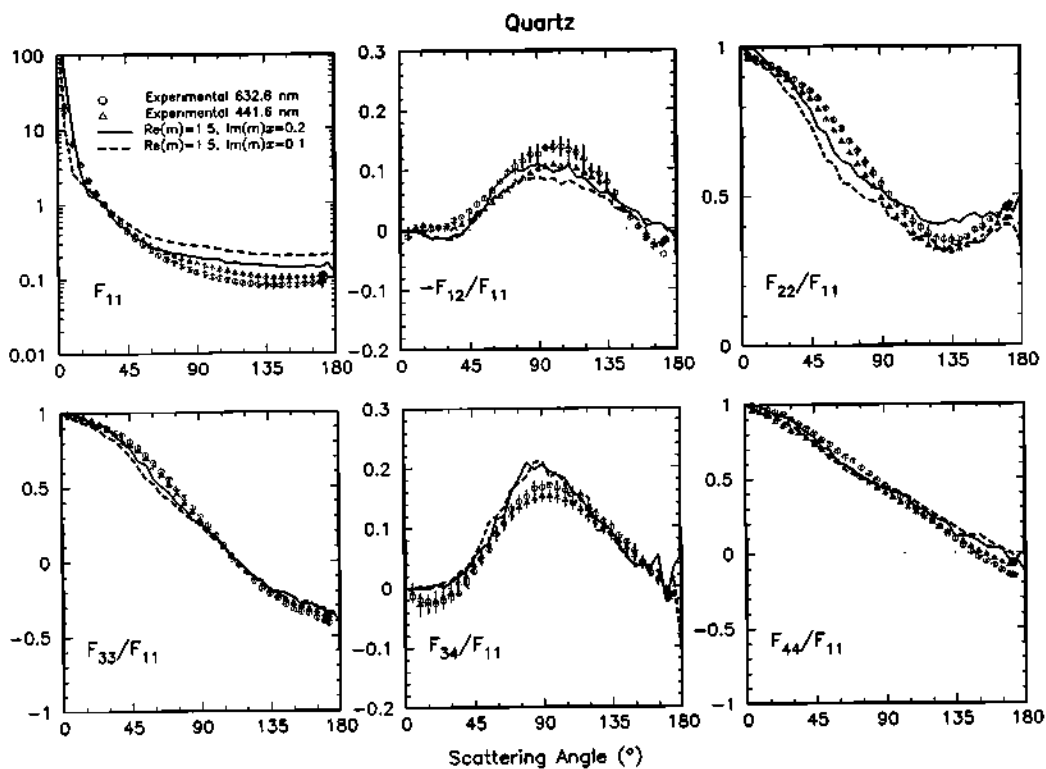 Quartz
100
10
1
0.1
0.01
0 45 90 135 180
Experimental 632.8 nm
Experimental 441.6 nm
Re(m)=1.5, Im(m)x=0.2
Re(m)=1.5, Im(m)x=0.1
F11
0.3
0.2
0.1
0
-0.1
-0.2
0 45 90 135 180
-F12/F11
1
0.5
0
0 45 90 135 180
F22/F11
1
0.5
0
-0.5
-1
0 45 90 135 180
F33/F11
0.3
0.2
0.1
0
-0.1
-0.2
0 45 90 135 180
F34/F11
1
0.5
0
-0.5
-1
0 45 90 135 180
F44/F11
Scattering Angle (°)